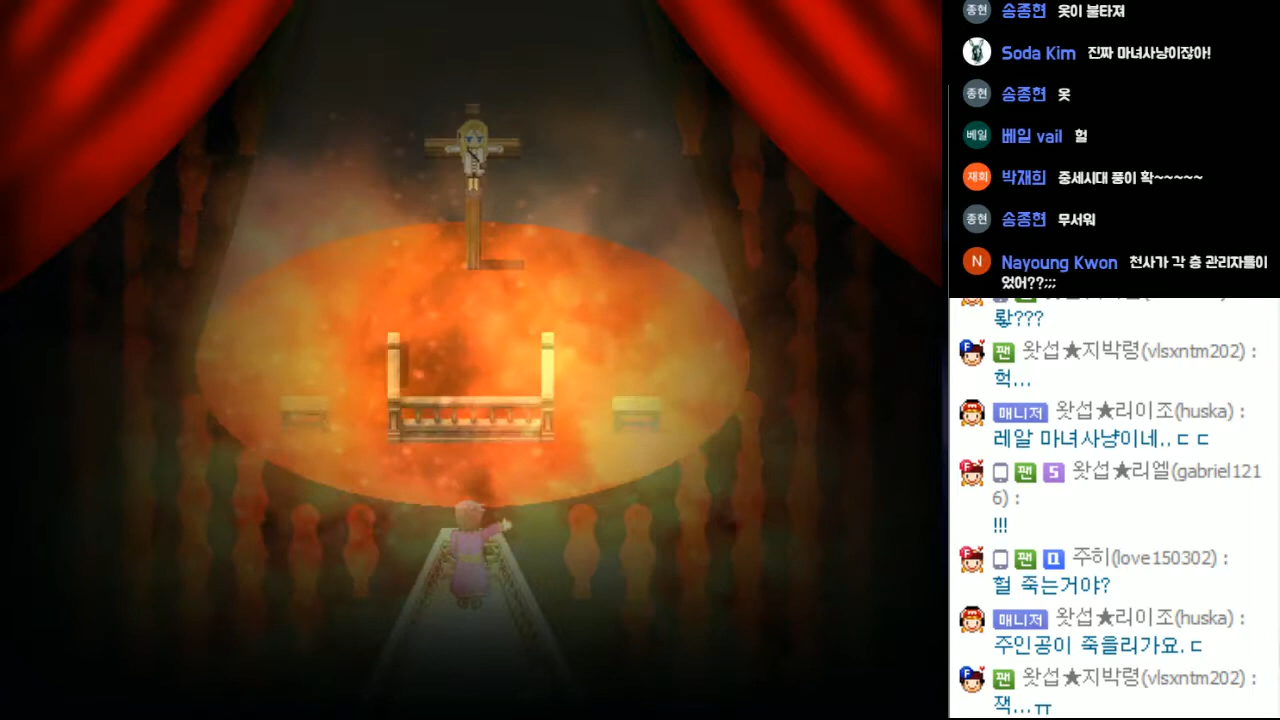 종현 송종현 옷이 불타져
Soda Kim 진짜 마녀사냥이잖아!
종현 송종현 옷
베일 베일 vail 헐
재희 박재희 중세시대 풍이 확~~~~~
종현 송종현 무서워
N Nayoung Kwon 천사가 각 층 관리자들이
었어??;;;
롹???
팬 왓섭★지박령(vlsxntm202) :
헉...
매니저 왓섭★리이조(huska) :
레알 마녀사냥이네..ㄷㄷ
팬 S 왓섭★리엘(gabriel121
6) :
!!!
팬 주히(love150302) :
헐 죽는거야?
매니저 왓섭★리이조(huska) :
주인공이 죽을리가요.ㄷ
팬 왓섭★지박령(vlsxntm202) :
잭...ㅠ